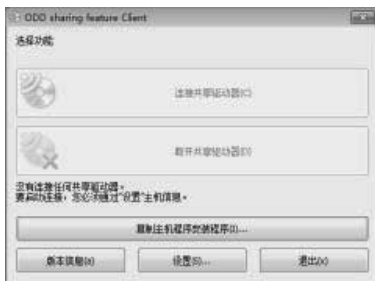 ODD sharing feature Client
选择功能
连接共享驱动器(C)
断开共享驱动器(D)
没有连接任何共享驱动器。
要启动连接，您必须通过“设置”主机信息。
复制主机程序安装程序(I)...
版本信息(A)
设置(S)...
退出(X)